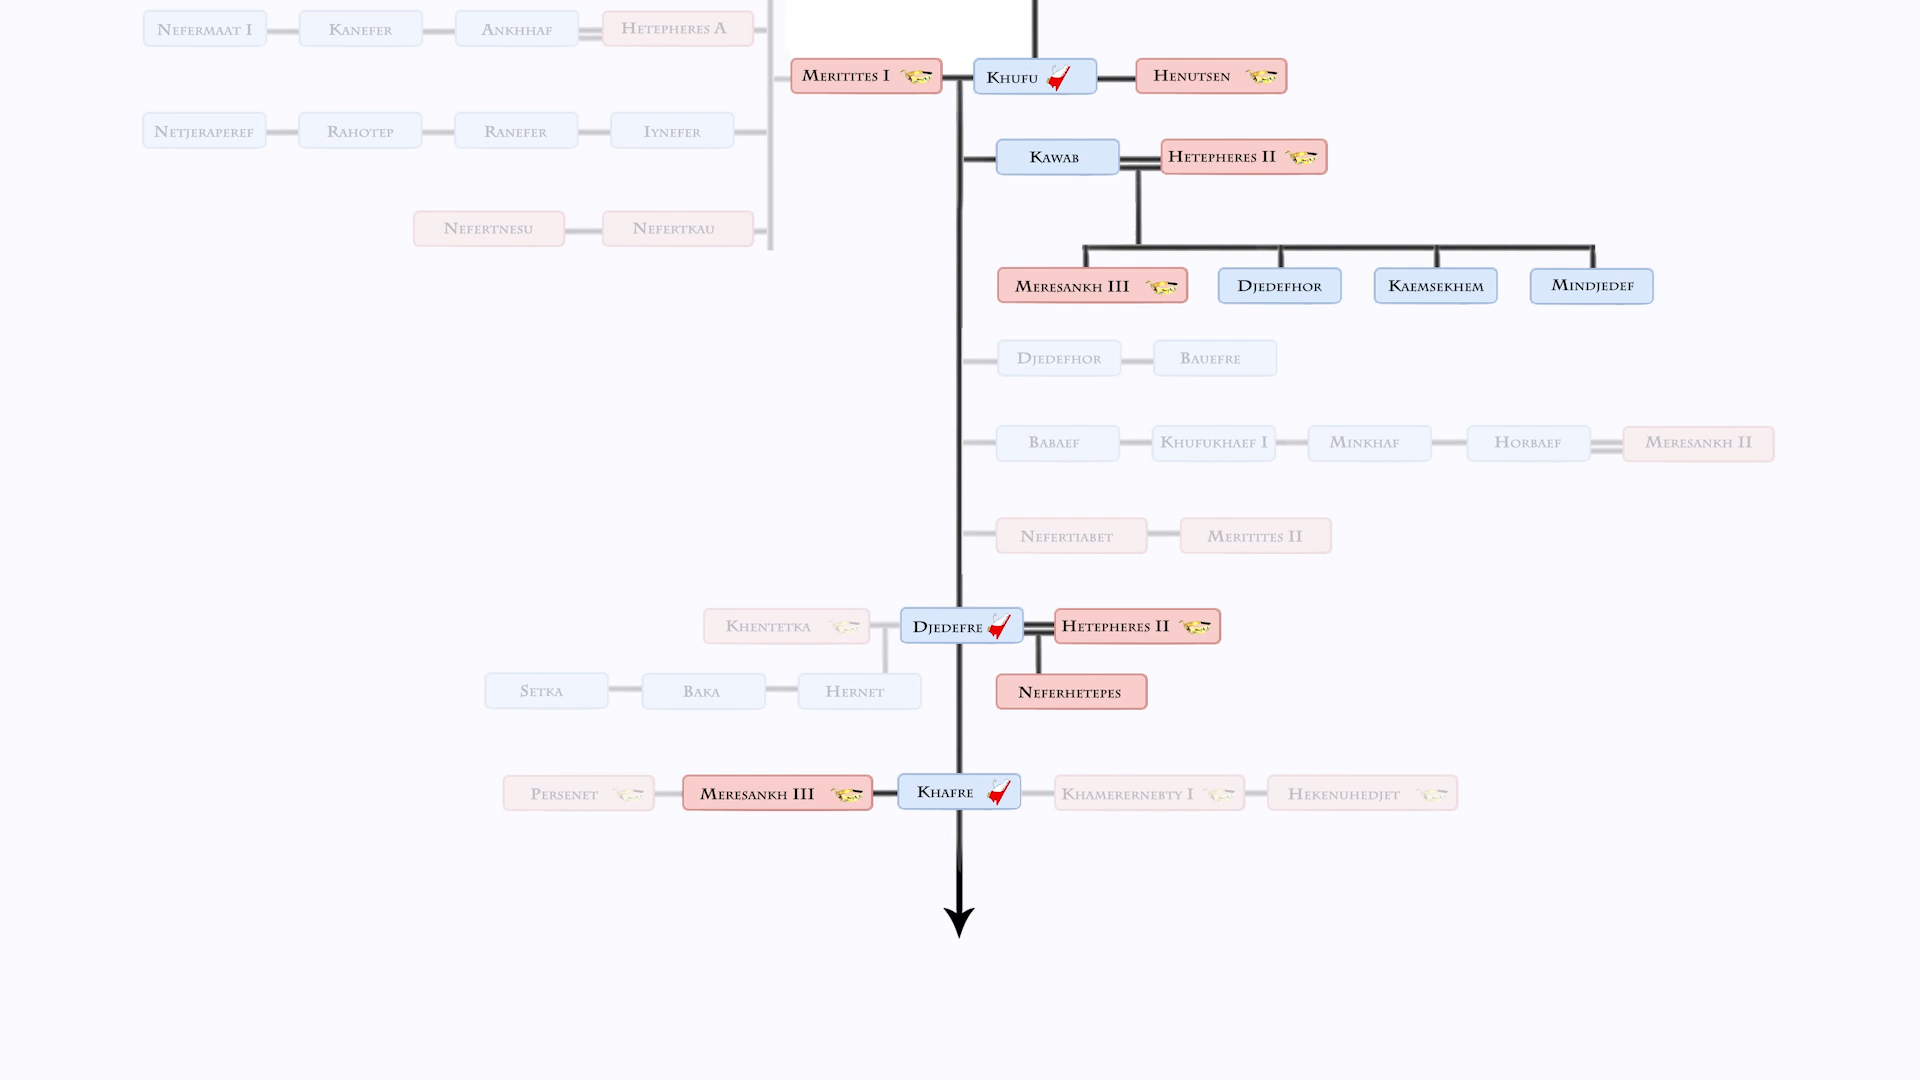 Nefermaat I
Kanefer
Ankhhaf
Hetepheres A
Meritites I
Khufu
Henutsen
Netjeraperef
Rahotep
Ranefer
Iynefer
Kawab
Hetepheres II
Nefertnesu
Nefertkau
Meresankh III
Djedefhor
Kaemsekhem
Mindjedef
Djedefhor
Bauefre
Babaef
Khufukhaef I
Minkhaf
Horbaef
Meresankh II
Nefertiabet
Meritites II
Khentetka
Djedefre
Hetepheres II
Setka
Baka
Hernet
Neferhetepes
Persenet
Meresankh III
Khafre
Khamerernebty I
Hekenuhedjet